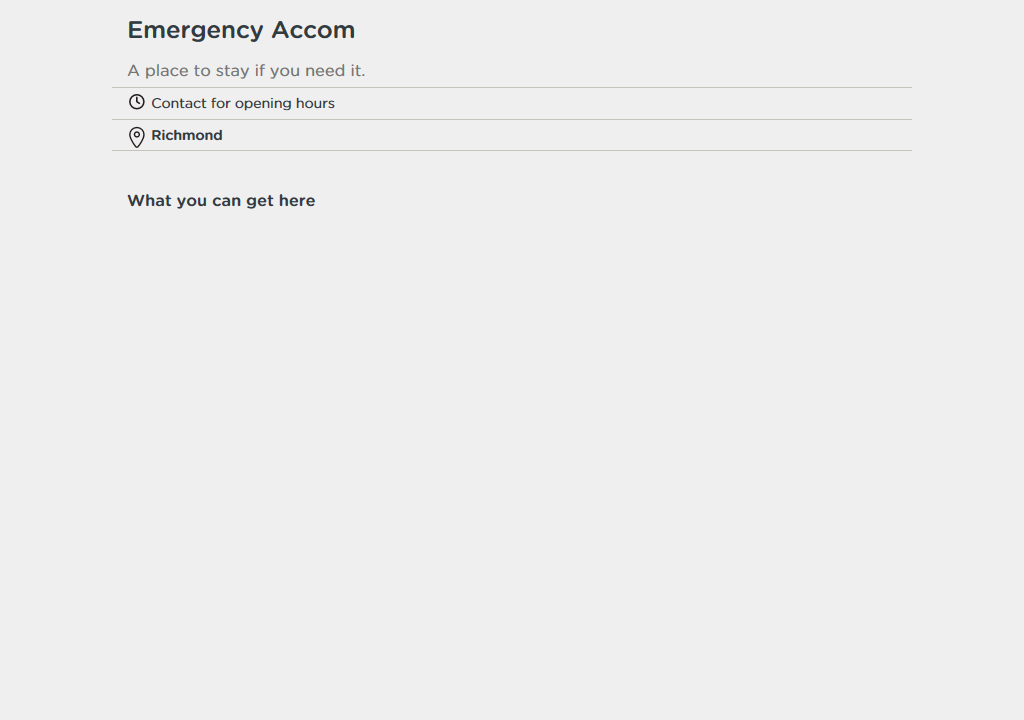 Emergency Accom
A place to stay if you need it.
Contact for opening hours
Richmond
What you can get here